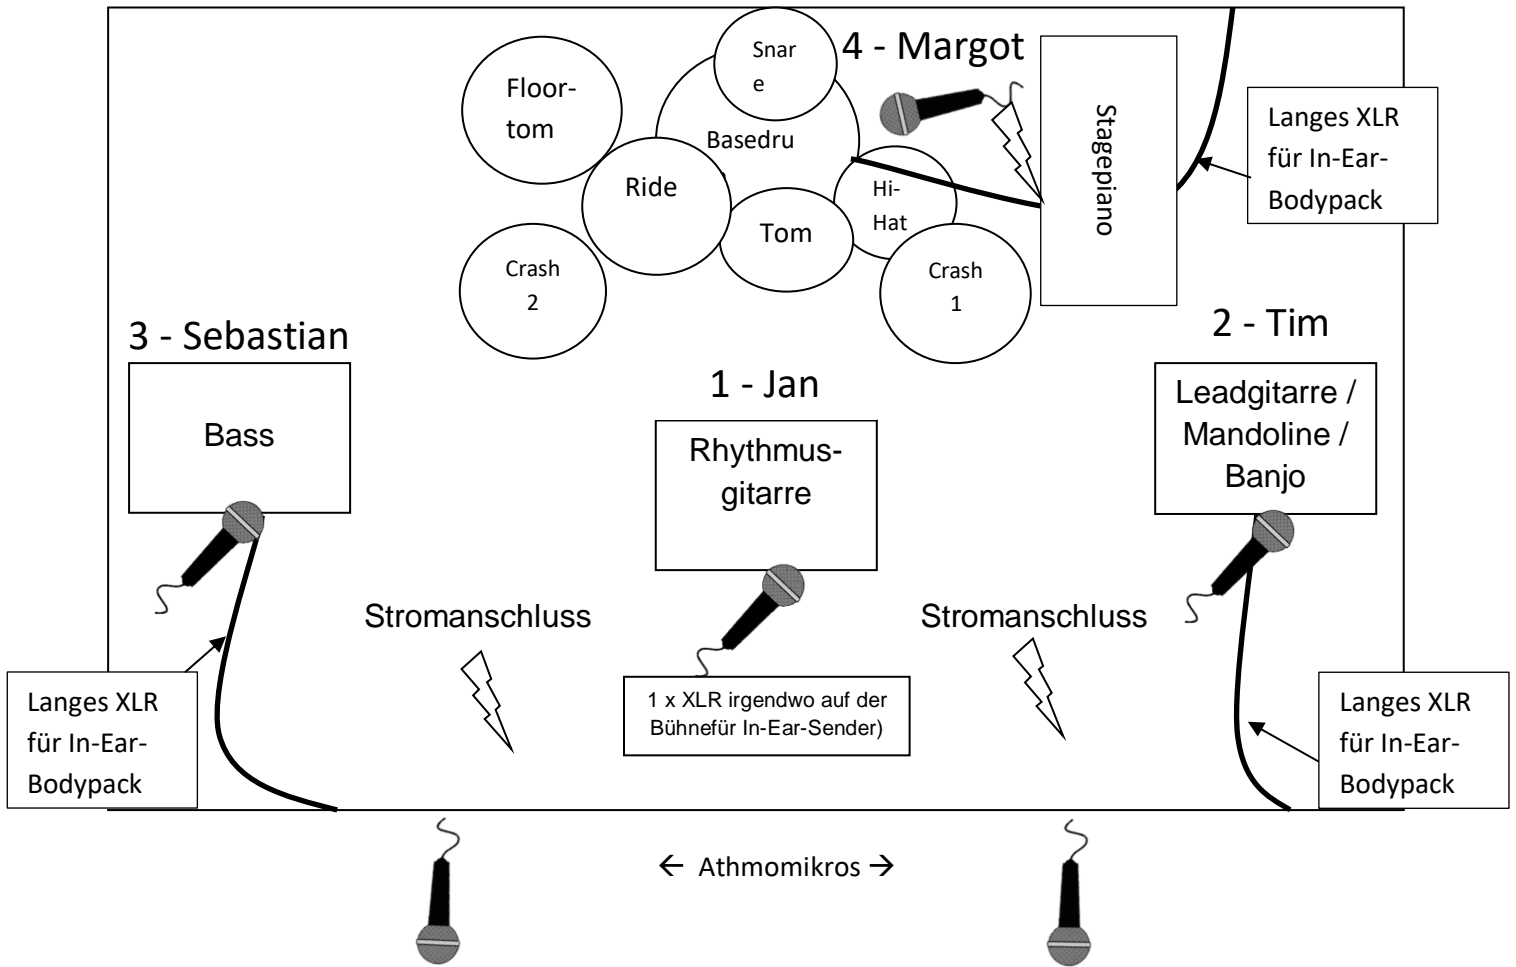 Snar
e
4 - Margot
Floor-
tom
Basedru
Stagepiano
Langes XLR
für In-Ear-
Bodypack
Ride
Hi-
Hat
Tom
Crash
2
Crash
1
3 - Sebastian
2 - Tim
1 - Jan
Bass
Rhythmus-
gitarre
Leadgitarre /
Mandoline /
Banjo
Stromanschluss
Stromanschluss
Langes XLR
für In-Ear-
Bodypack
1 x XLR irgendwo auf der
Bühnefür In-Ear-Sender)
Langes XLR
für In-Ear-
Bodypack
← Athmomikros →